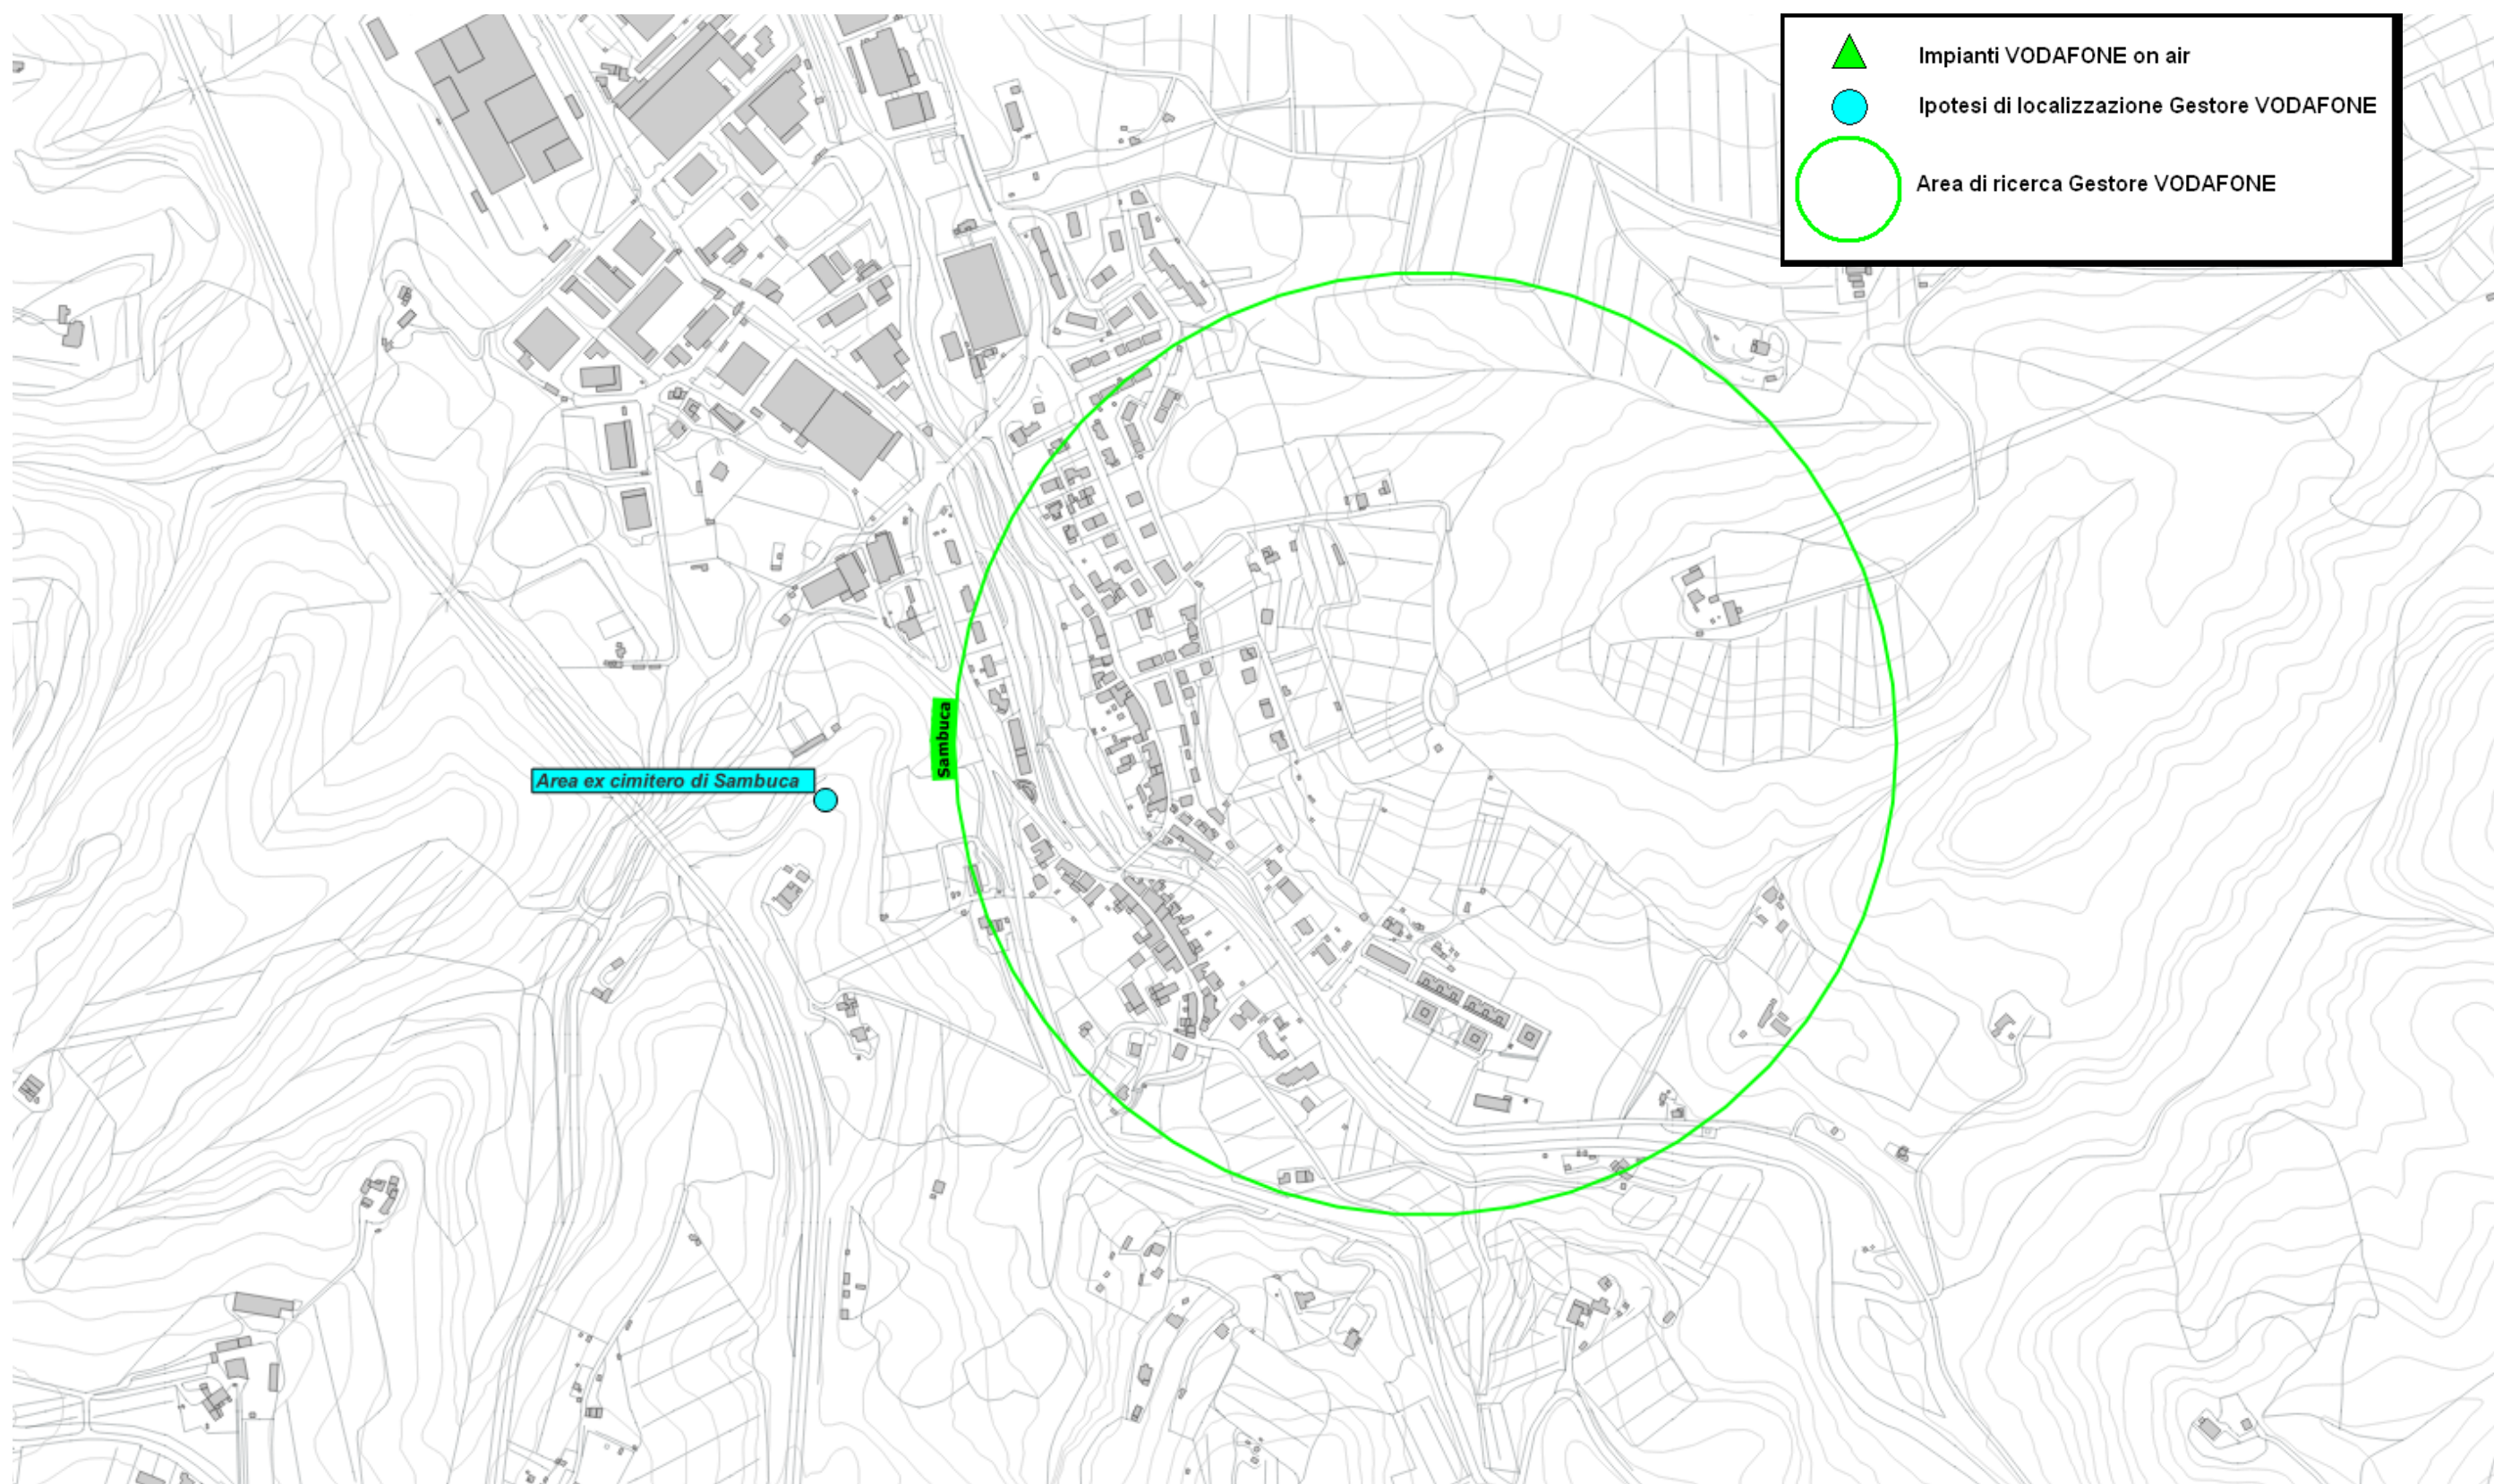 Impianti VODAFONE on air
Ipotesi di localizzazione Gestore VODAFONE
Area di ricerca Gestore VODAFONE
Sambuca
Area ex cimitero di Sambuca